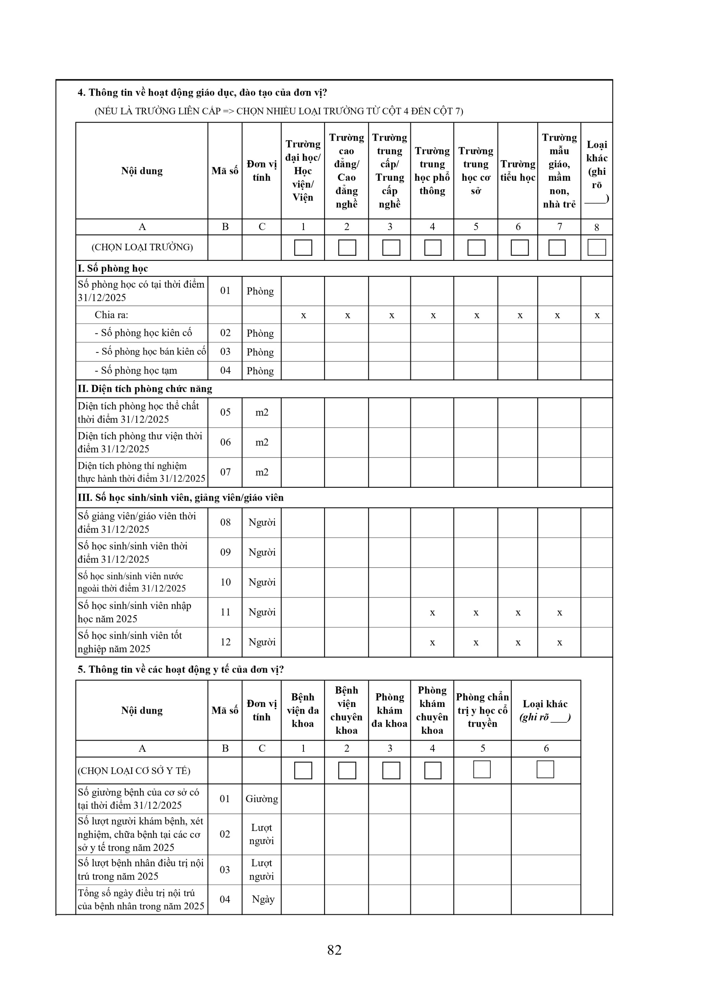 4. Thông tin về hoạt động giáo dục, đào tạo của đơn vị?
(NẾU LÀ TRƯỜNG LIÊN CẤP => CHỌN NHIỀU LOẠI TRƯỜNG TỪ CỘT 4 ĐẾN CỘT 7)
Nội dung
Mã số
Đơn vị
tính
Trường
đại học/
Học
viện/
Viện
Trường
cao
đẳng/
Cao
đẳng
nghề
Trường
trung
cấp/
Trung
cấp
nghề
Trường
trung
học phổ
thông
Trường
trung
học cơ
sở
Trường
tiểu học
Trường
mẫu
giáo,
mầm
non,
nhà trẻ
Loại
khác
(ghi
rõ
____)
A B C 1 2 3 4 5 6 7 8
(CHỌN LOẠI TRƯỜNG)
I. Số phòng học
Số phòng học có tại thời điểm
31/12/2025
01 Phòng
Chia ra: x x x x x x x x
- Số phòng học kiên cố 02 Phòng
- Số phòng học bán kiên cố 03 Phòng
- Số phòng học tạm 04 Phòng
II. Diện tích phòng chức năng
Diện tích phòng học thể chất
thời điểm 31/12/2025
05 m2
Diện tích phòng thư viện thời
điểm 31/12/2025
06 m2
Diện tích phòng thí nghiệm
thực hành thời điểm 31/12/2025
07 m2
III. Số học sinh/sinh viên, giảng viên/giáo viên
Số giảng viên/giáo viên thời
điểm 31/12/2025
08 Người
Số học sinh/sinh viên thời
điểm 31/12/2025
09 Người
Số học sinh/sinh viên nước
ngoài thời điểm 31/12/2025
10 Người
Số học sinh/sinh viên nhập
học năm 2025
11 Người x x x x
Số học sinh/sinh viên tốt
nghiệp năm 2025
12 Người x x x x
5. Thông tin về các hoạt động y tế của đơn vị?
Nội dung
Mã số
Đơn vị
tính
Bệnh
viện đa
khoa
Bệnh
viện
chuyên
khoa
Phòng
khám
đa khoa
Phòng
khám
chuyên
khoa
Phòng chẩn
trị y học cổ
truyền
Loại khác
(ghi rõ ___)
A B C 1 2 3 4 5 6
(CHỌN LOẠI CƠ SỞ Y TẾ)
Số giường bệnh của cơ sở có
tại thời điểm 31/12/2025
01 Giường
Số lượt người khám bệnh, xét
nghiệm, chữa bệnh tại các cơ
sở y tế trong năm 2025
02
Lượt
người
Số lượt bệnh nhân điều trị nội
trú trong năm 2025
03
Lượt
người
Tổng số ngày điều trị nội trú
của bệnh nhân trong năm 2025
04 Ngày
82